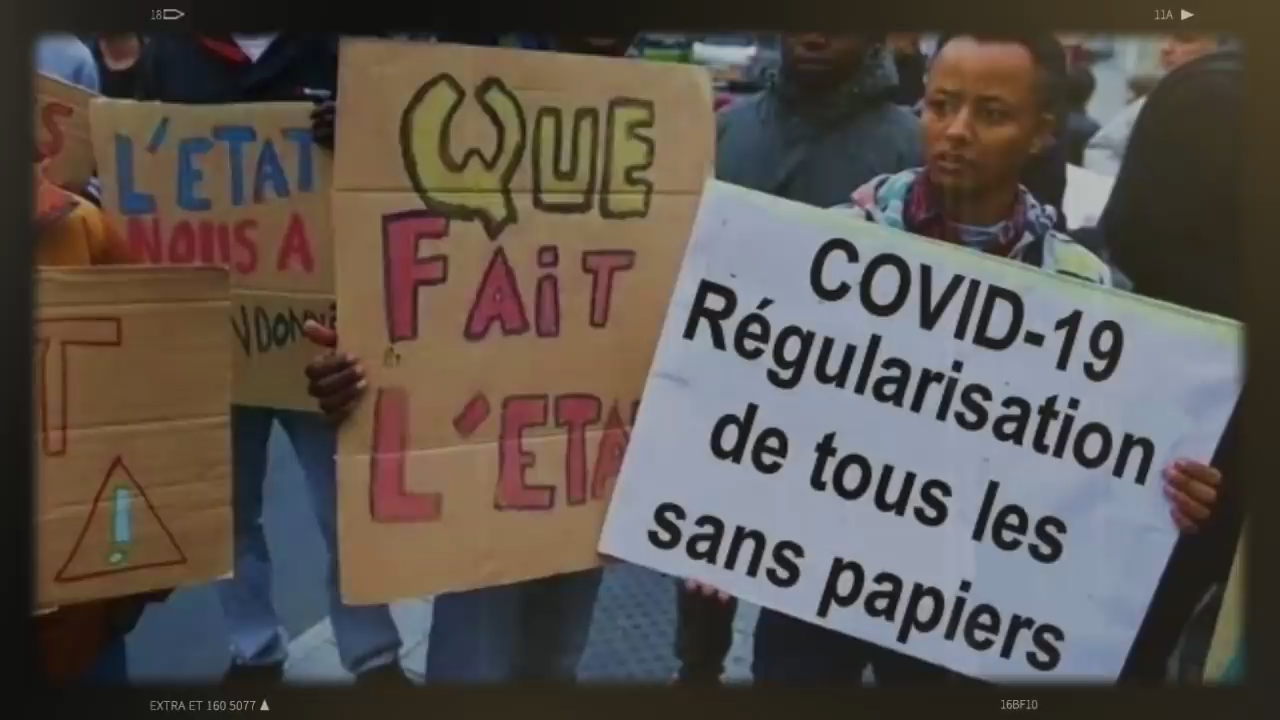 18
11A
L'ETAT
NOUS A
QUE
FAiT
L'ETA
T
COVID-19
Régularisation
de tous les
sans papiers
EXTRA ET 160 5077
16BF10